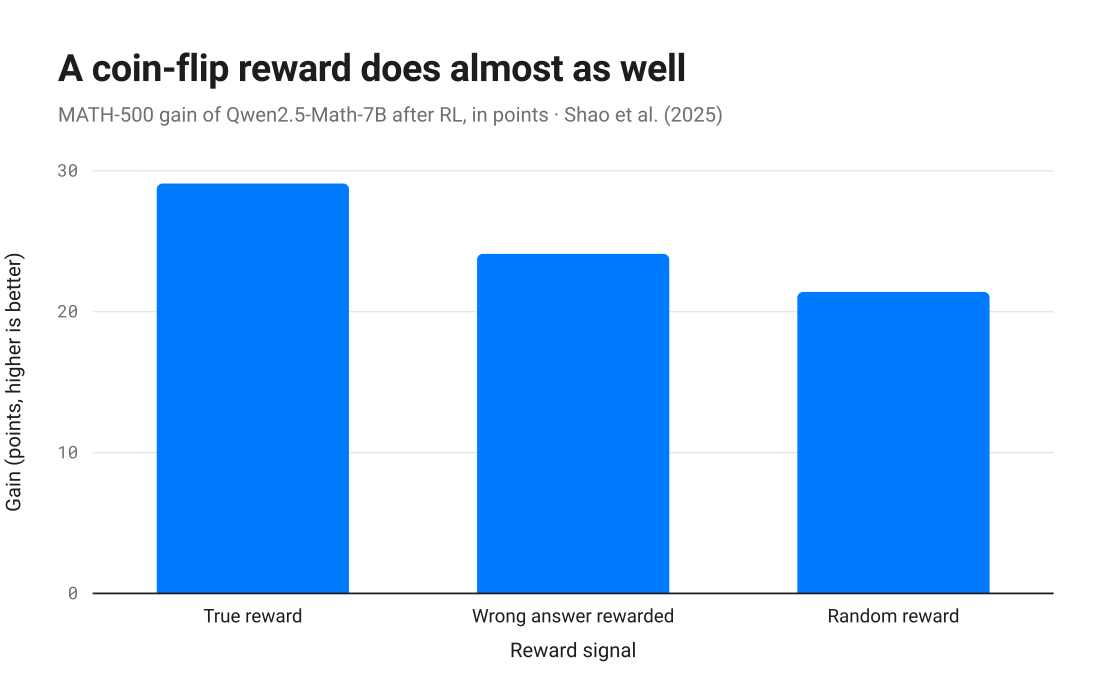 A coin-flip reward does almost as well
MATH-500 gain of Qwen2.5-Math-7B after RL, in points · Shao et al. (2025)
Gain (points, higher is better)
30
20
10
0
True reward
Wrong answer rewarded
Random reward
Reward signal